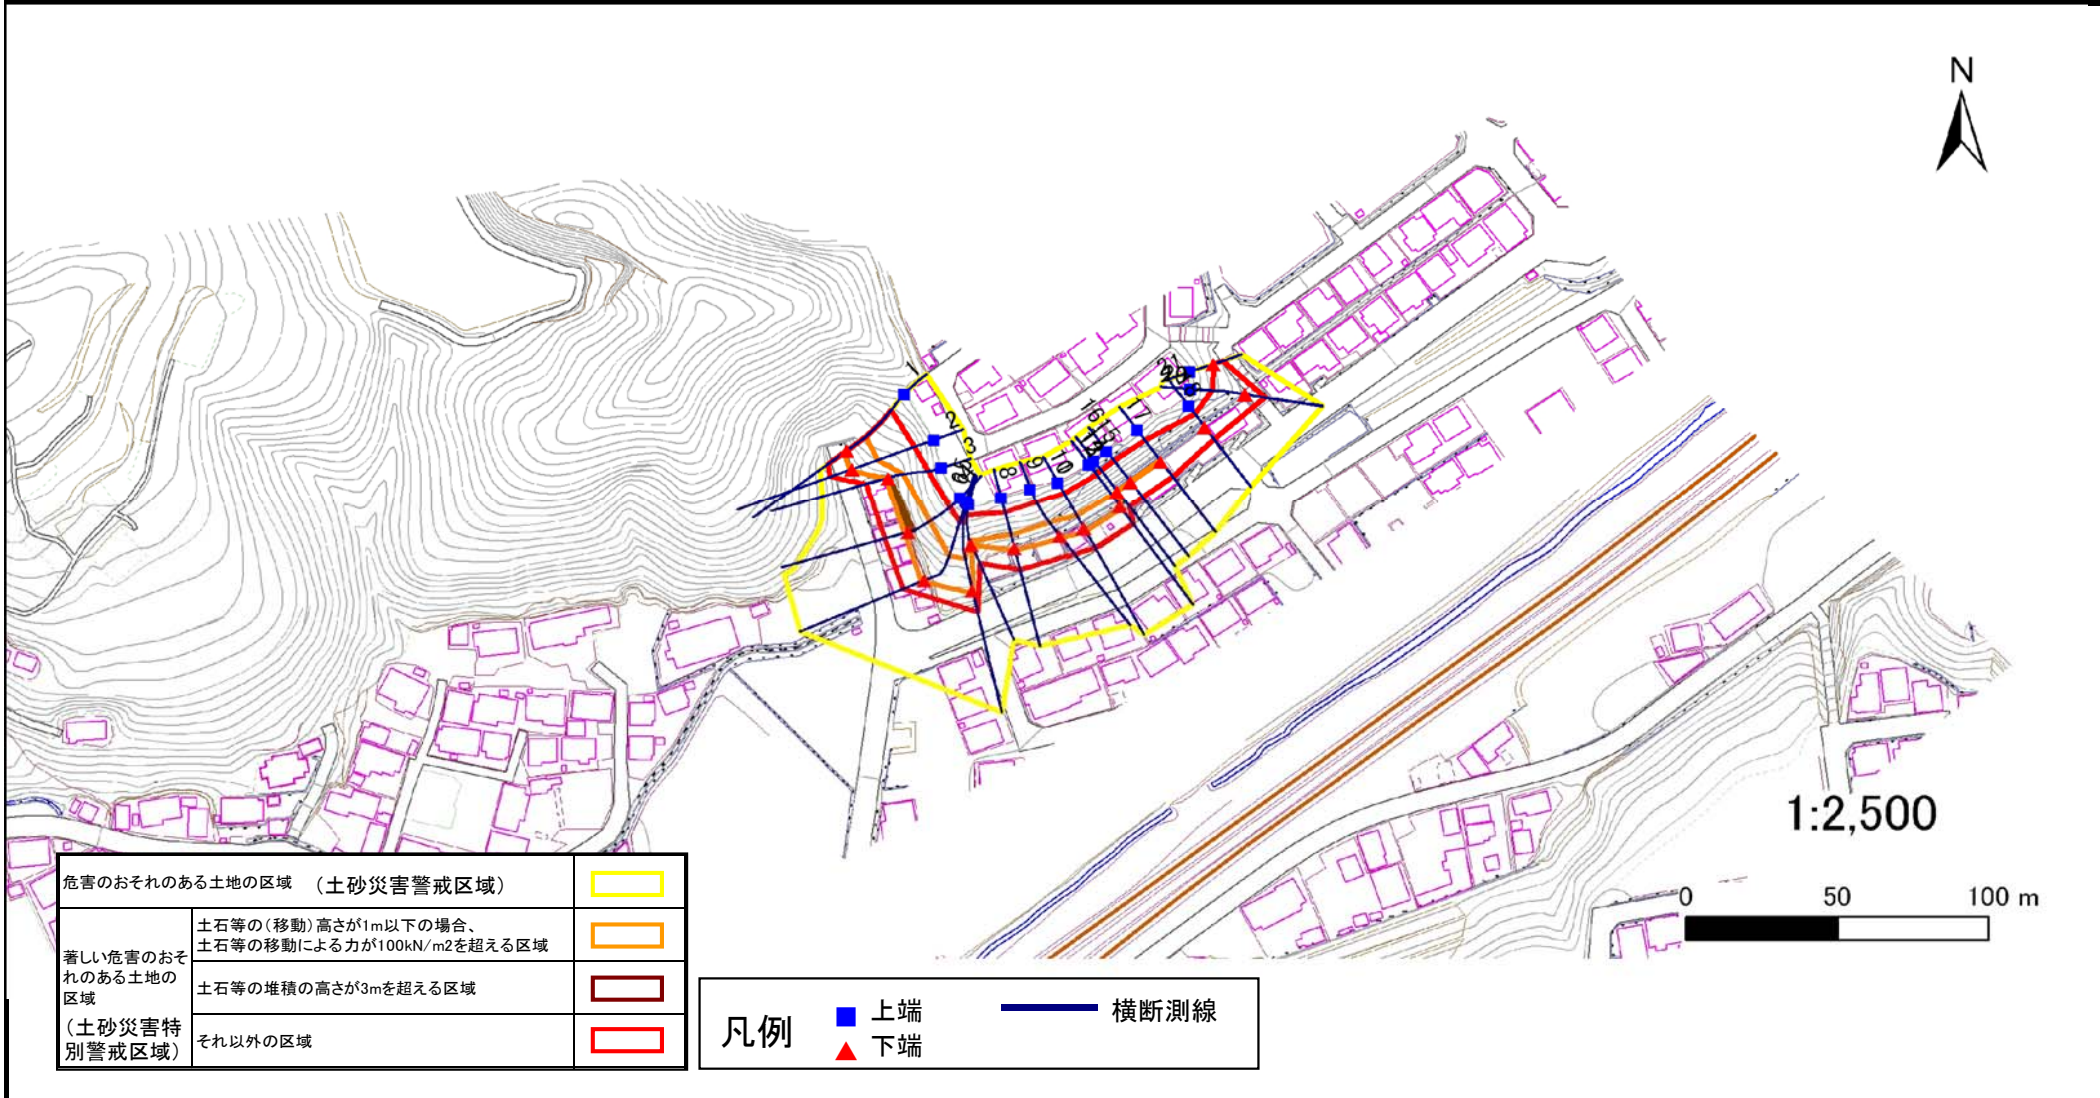 N
1
2
3
8
9
10
16
17
21
1:2,500
0 50 100 m
危害のおそれのある土地の区域 (土砂災害警戒区域)
著しい危害のおそれのある土地の区域
(土砂災害特別警戒区域)
土石等の(移動)高さが1m以下の場合、
土石等の移動による力が100kN/m2を超える区域
土石等の堆積の高さが3mを超える区域
それ以外の区域
凡例
上端
下端
横断測線